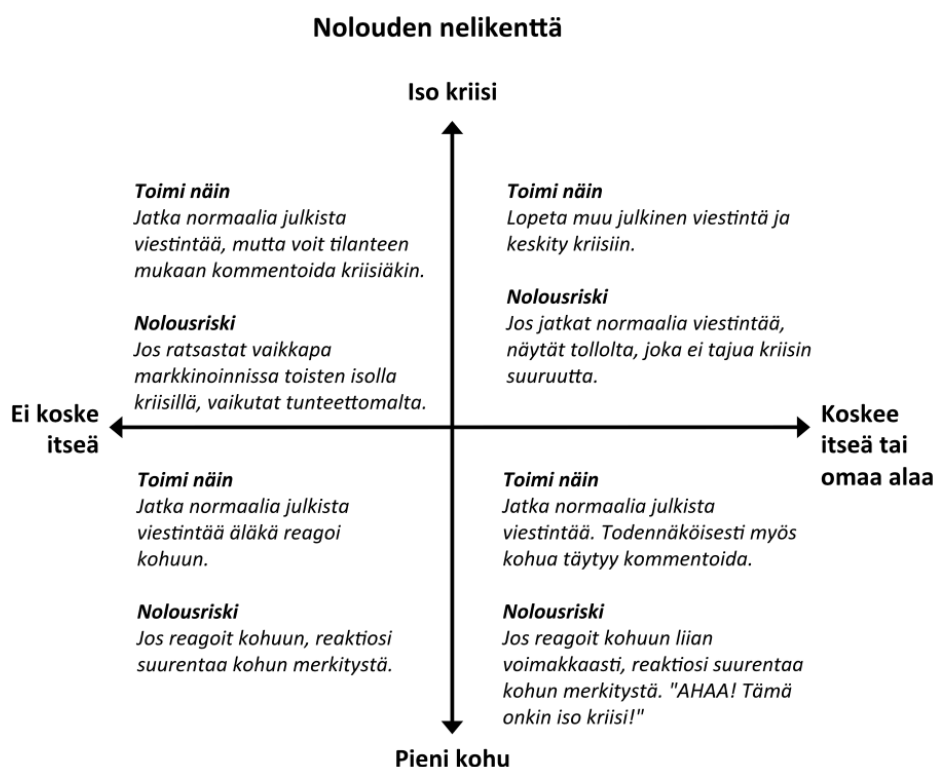 Nolouden nelikenttä
Iso kriisi
Toimi näin
Jatka normaalia julkista
viestintää, mutta voit tilanteen
mukaan kommentoida kriisiäkin.
Nolousriski
Jos ratsastat vaikkapa
markkinoinnissa toisten isolla
kriisillä, vaikutat tunteettomalta.
Toimi näin
Lopeta muu julkinen viestintä ja
keskity kriisiin.
Nolousriski
Jos jatkat normaalia viestintää,
näytät tollolta, joka ei tajua kriisin
suuruutta.
Ei koske
itseä
Koskee
itseä tai
omaa alaa
Toimi näin
Jatka normaalia julkista
viestintää äläkä reagoi
kohuun.
Nolousriski
Jos reagoit kohuun, reaktiosi
suurentaa kohun merkitystä.
Toimi näin
Jatka normaalia julkista
viestintää. Todennäköisesti myös
kohua täytyy kommentoida.
Nolousriski
Jos reagoit kohuun liian
voimakkaasti, reaktiosi suurentaa
kohun merkitystä. "AHAA! Tämä
onkin iso kriisi!"
Pieni kohu